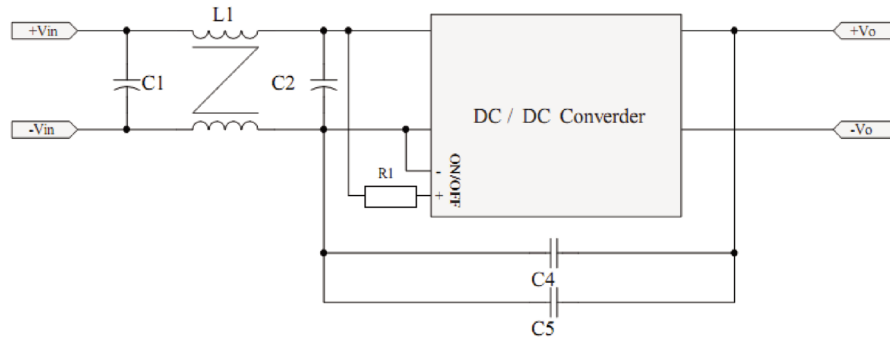 L1
+Vin
+Vo
C1
C2
DC / DC Converder
-Vin
-Vo
-
R1
+
ON/OFF
C4
C5